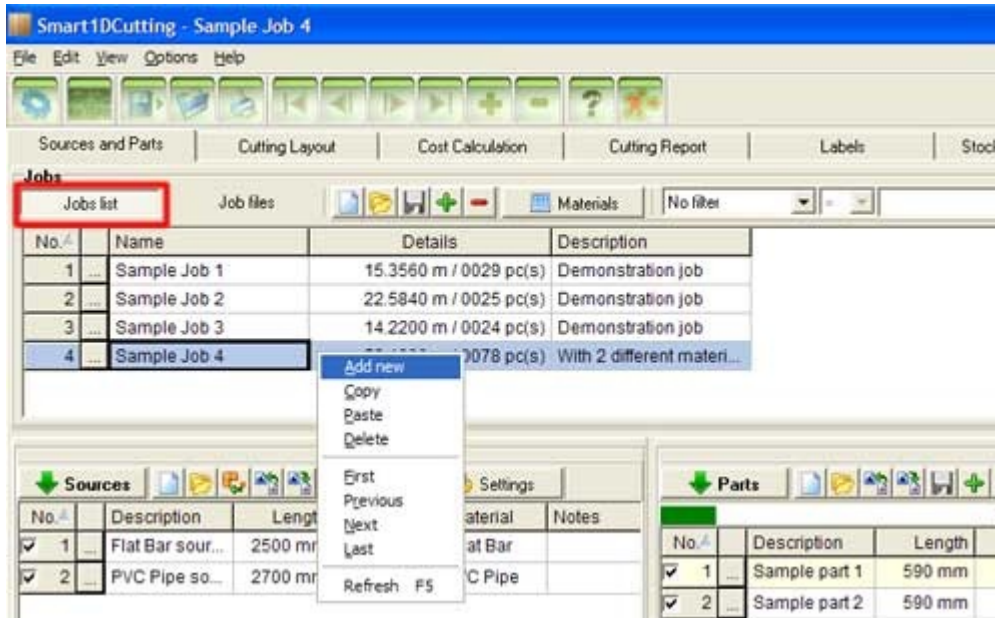 Smart1DCutting - Sample Job 4
File Edit View Options Help
Sources and Parts Cutting Layout Cost Calculation Cutting Report Labels Stoc
Jobs
Jobs list Job files Materials No filter =
No. Name Details Description
1 ... Sample Job 1 15.3560 m / 0029 pc(s) Demonstration job
2 ... Sample Job 2 22.5840 m / 0025 pc(s) Demonstration job
3 ... Sample Job 3 14.2200 m / 0024 pc(s) Demonstration job
4 ... Sample Job 4 0078 pc(s) With 2 different materi...
Add new
Copy
Paste
Delete
First
Previous
Next
Last
Refresh F5
Sources Settings
No. Description Lengt aterial Notes
1 ... Flat Bar sour... 2500 mm at Bar
2 ... PVC Pipe so... 2700 mm C Pipe
Parts
No. Description Length
1 ... Sample part 1 590 mm
2 ... Sample part 2 590 mm